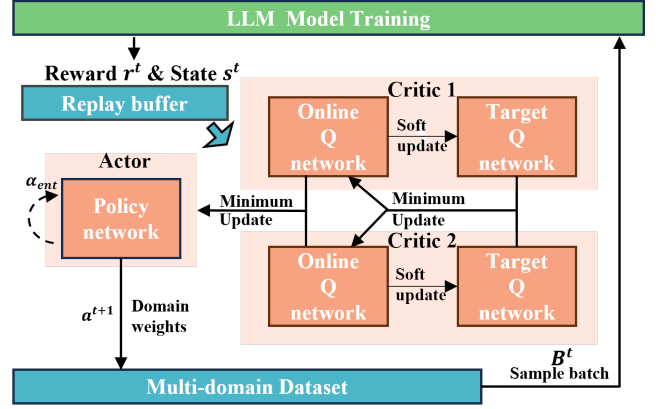 LLM Model Training
Reward r^t & State s^t
Replay buffer
Critic 1
Online
Q
network
Soft
update
Target
Q
network
Actor
α_ent
Policy
network
Minimum
Update
Minimum
Update
Critic 2
Online
Q
network
Soft
update
Target
Q
network
a^{t+1}
Domain
weights
B^t
Sample batch
Multi-domain Dataset